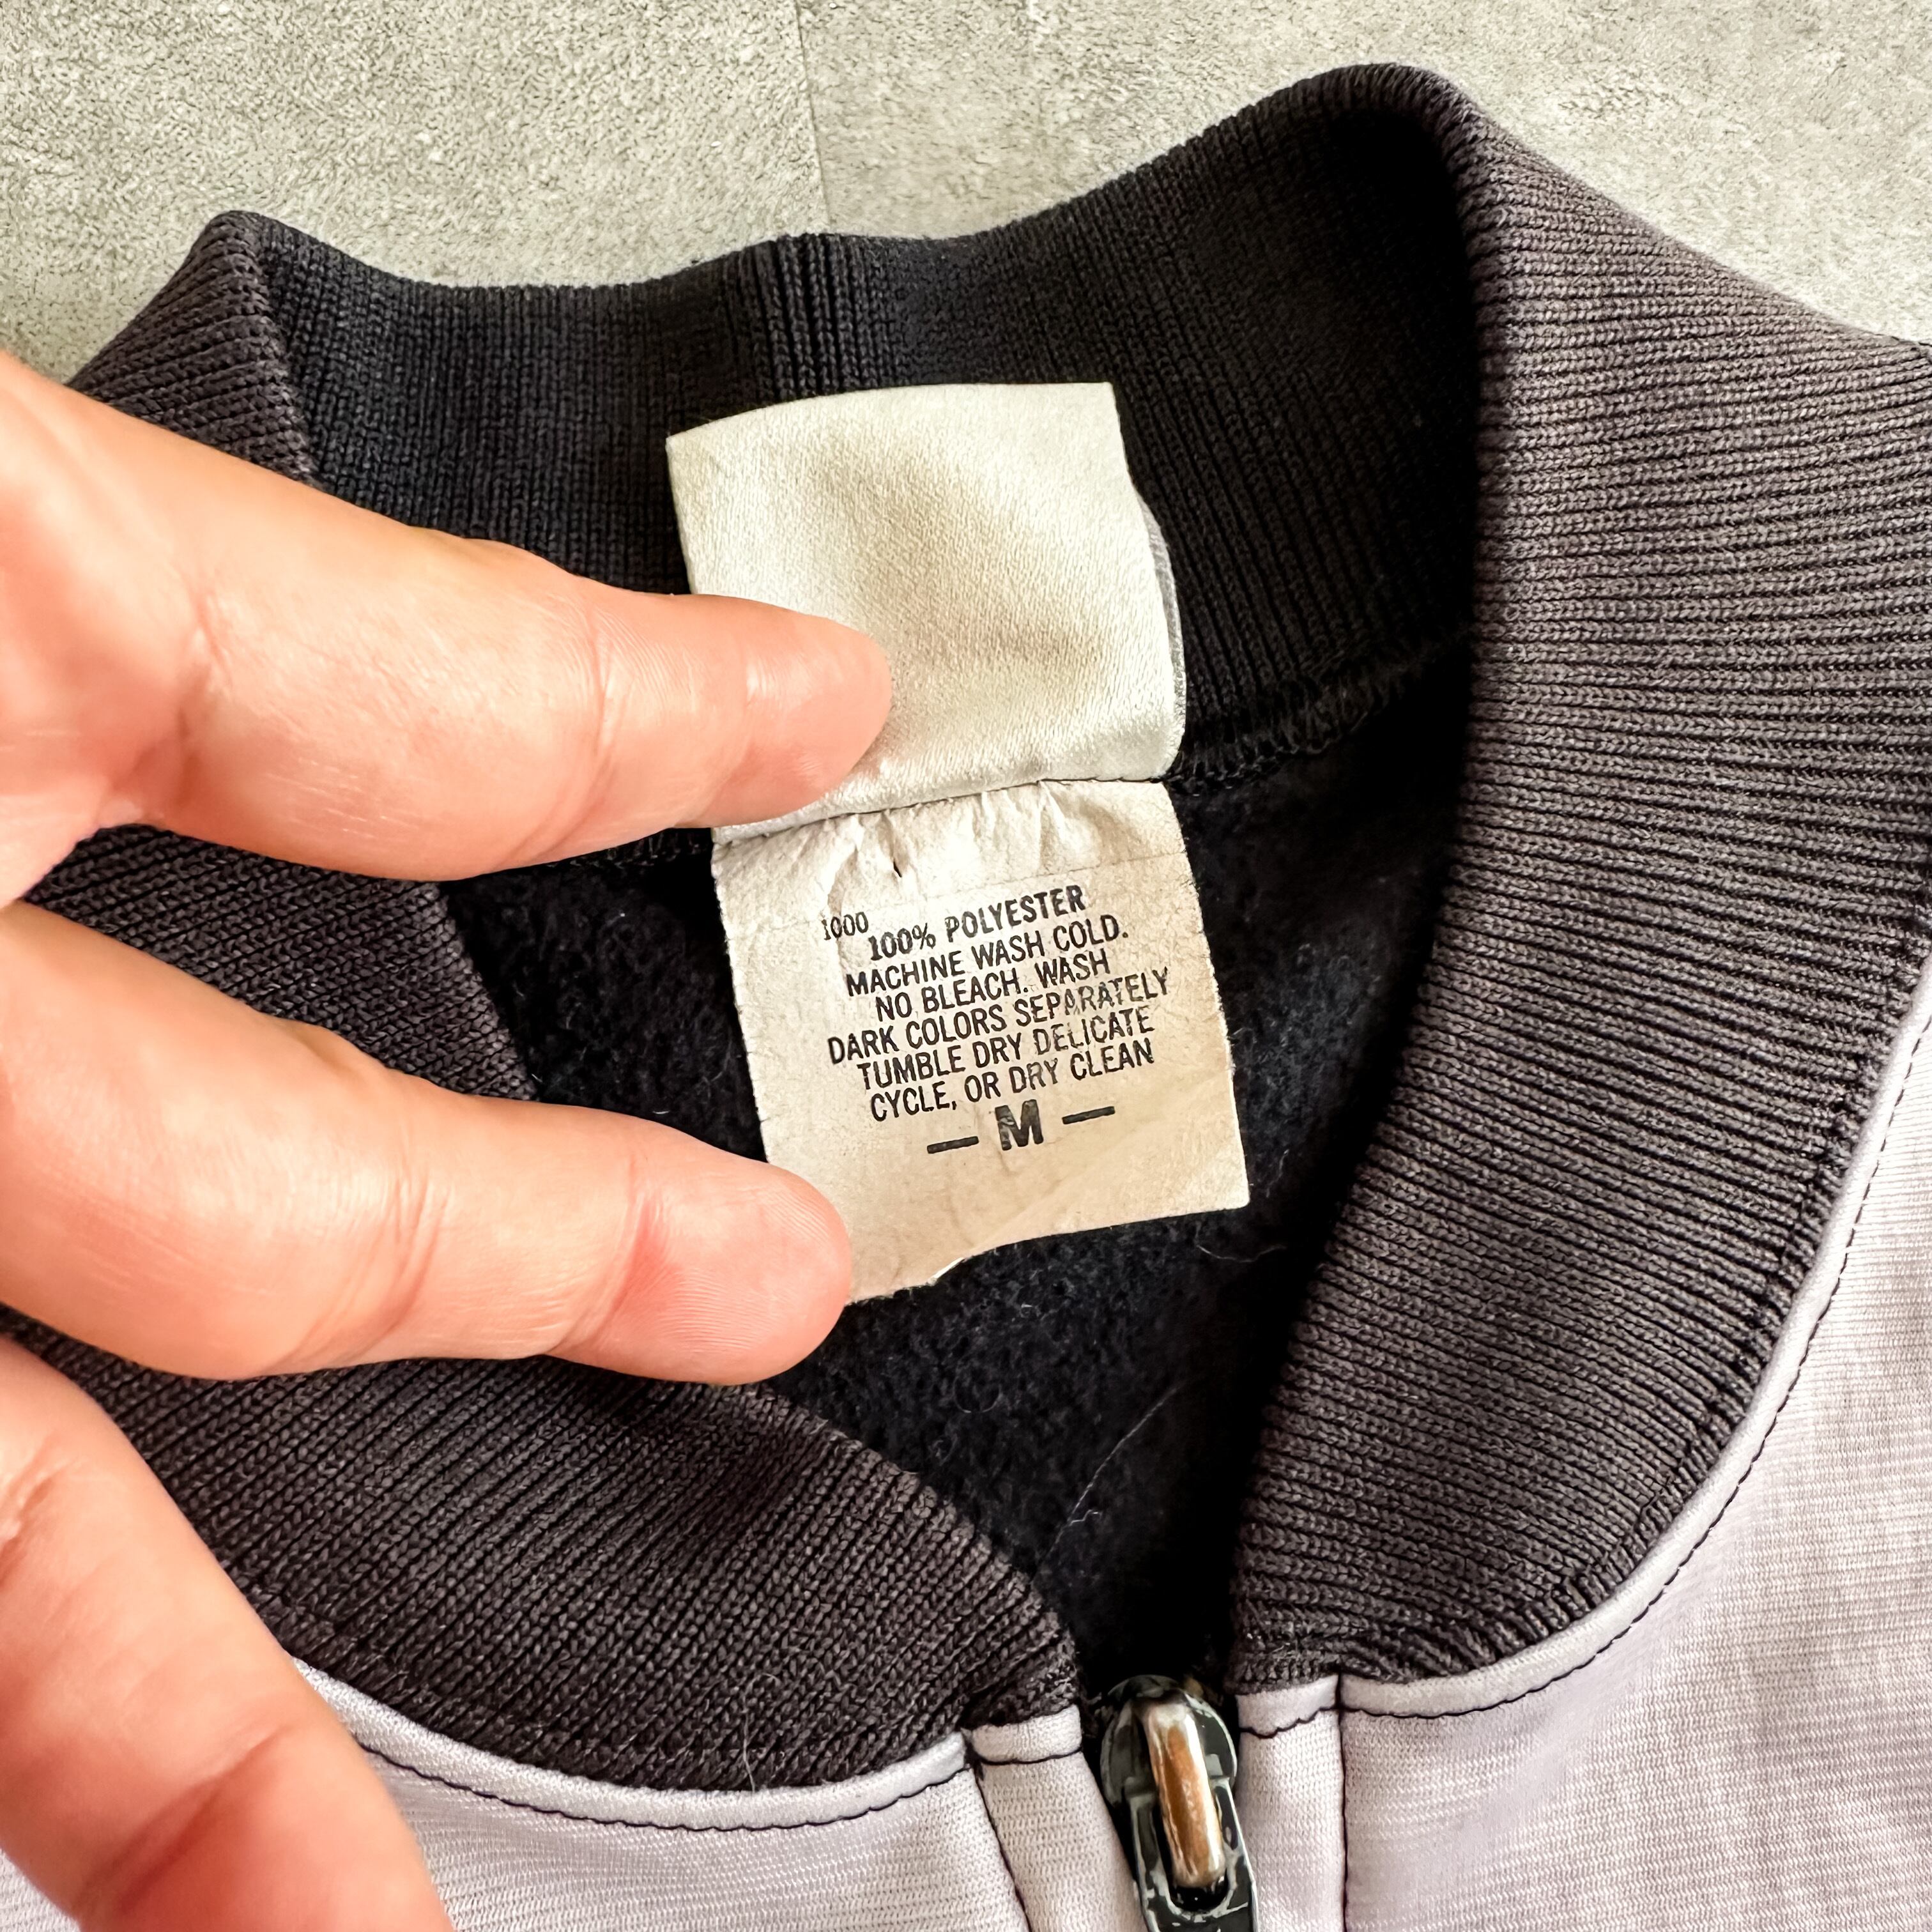 1000
100% POLYESTER
MACHINE WASH COLD.
NO BLEACH. WASH
DARK COLORS SEPARATELY
TUMBLE DRY DELICATE
CYCLE, OR DRY CLEAN
— M —